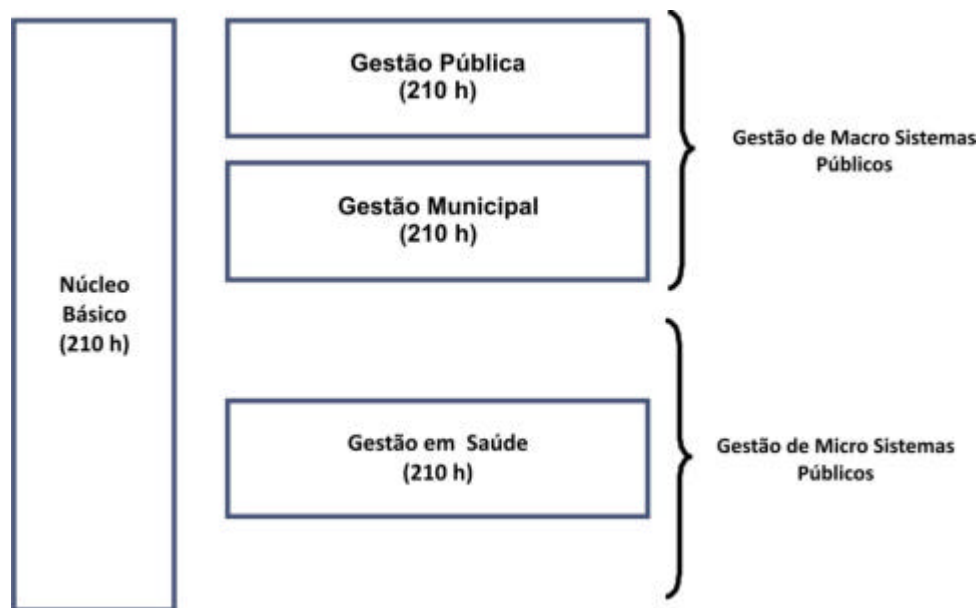 Núcleo
Básico
(210 h)
Gestão Pública
(210 h)
Gestão Municipal
(210 h)
Gestão de Macro Sistemas
Públicos
Gestão em Saúde
(210 h)
Gestão de Micro Sistemas
Públicos